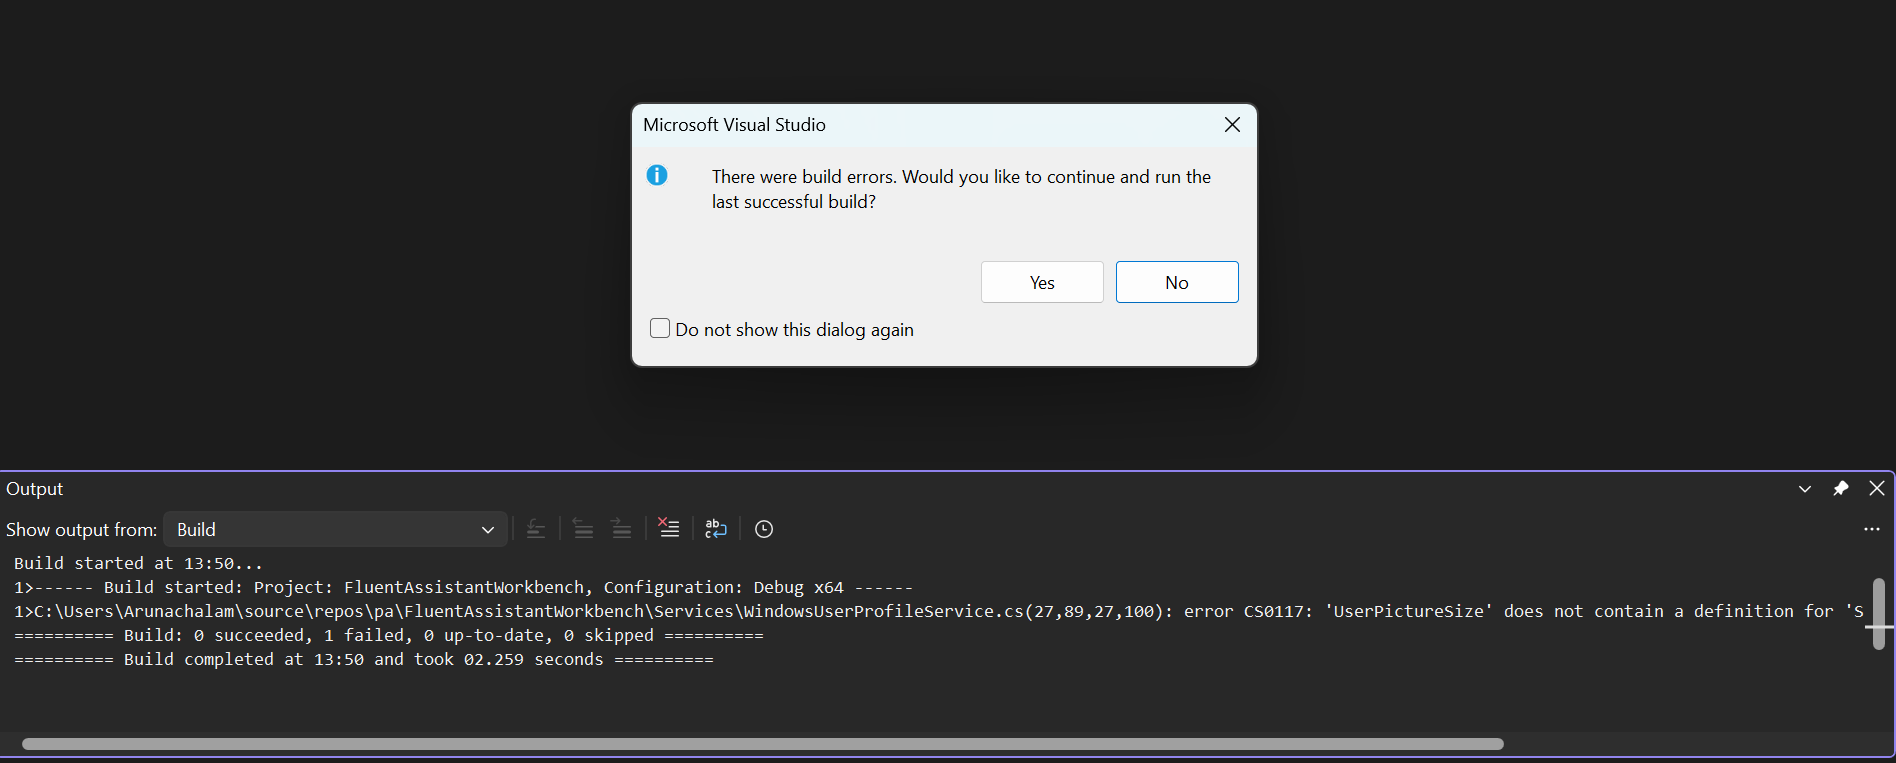 Microsoft Visual Studio
There were build errors. Would you like to continue and run the
last successful build?
Yes
No
Do not show this dialog again
Output
Show output from:
Build
Build started at 13:50...
1>------ Build started: Project: FluentAssistantWorkbench, Configuration: Debug x64 ------
1>C:\Users\Arunachalam\source\repos\pa\FluentAssistantWorkbench\Services\WindowsUserProfileService.cs(27,89,27,100): error CS0117: 'UserPictureSize' does not contain a definition for 'S
========== Build: 0 succeeded, 1 failed, 0 up-to-date, 0 skipped ==========
========== Build completed at 13:50 and took 02.259 seconds ==========